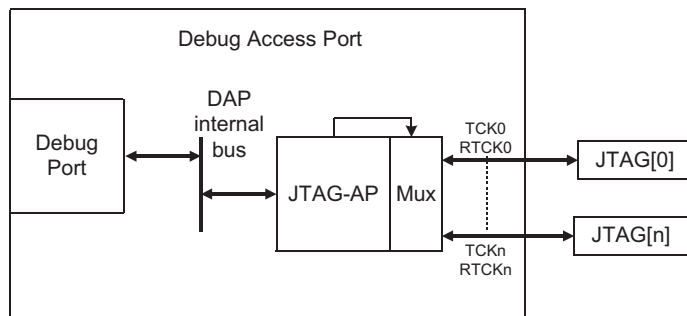 Debug Access Port
DAP
internal
bus
Debug
Port
JTAG-AP
Mux
TCK0
RTCK0
JTAG[0]
JTAG[n]
TCKn
RTCKn